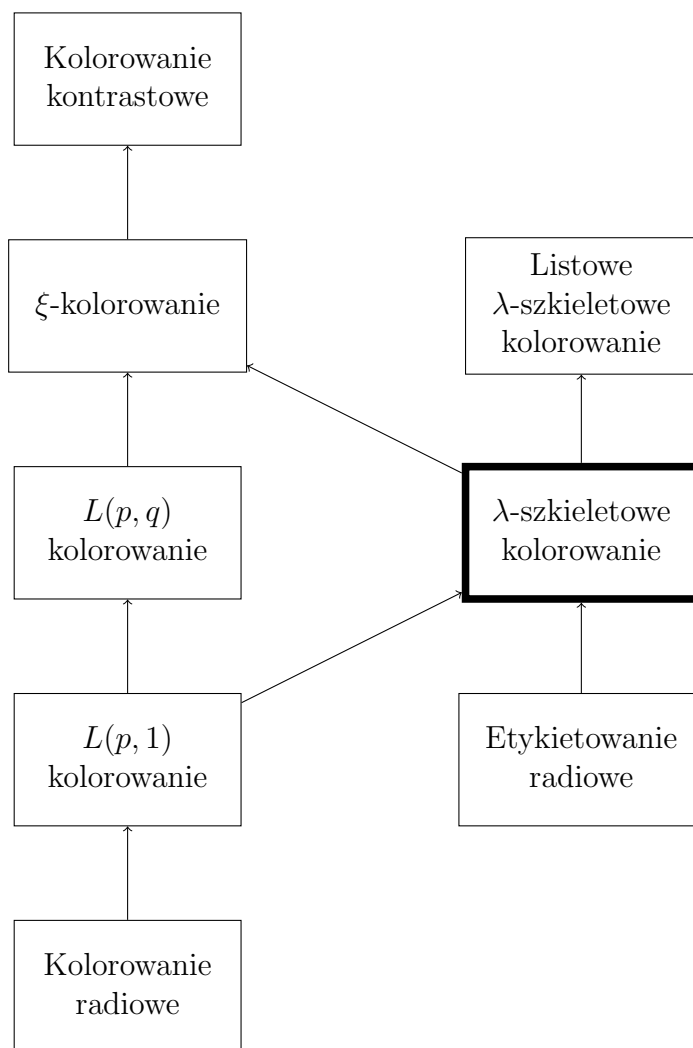 Kolorowanie
kontrastowe
ξ-kolorowanie
Listowe
λ-szkieletowe
kolorowanie
L(p, q)
kolorowanie
λ-szkieletowe
kolorowanie
L(p, 1)
kolorowanie
Etykietowanie
radiowe
Kolorowanie
radiowe